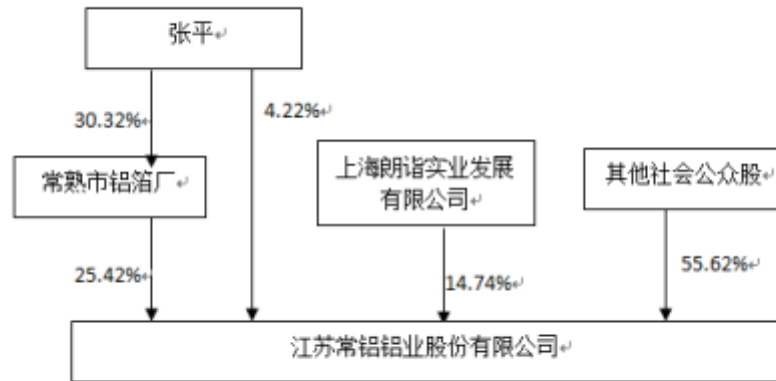 张平
30.32%
4.22%
常熟市铝箔厂
上海朗诣实业发展
有限公司
其他社会公众股
25.42%
14.74%
55.62%
江苏常铝铝业股份有限公司